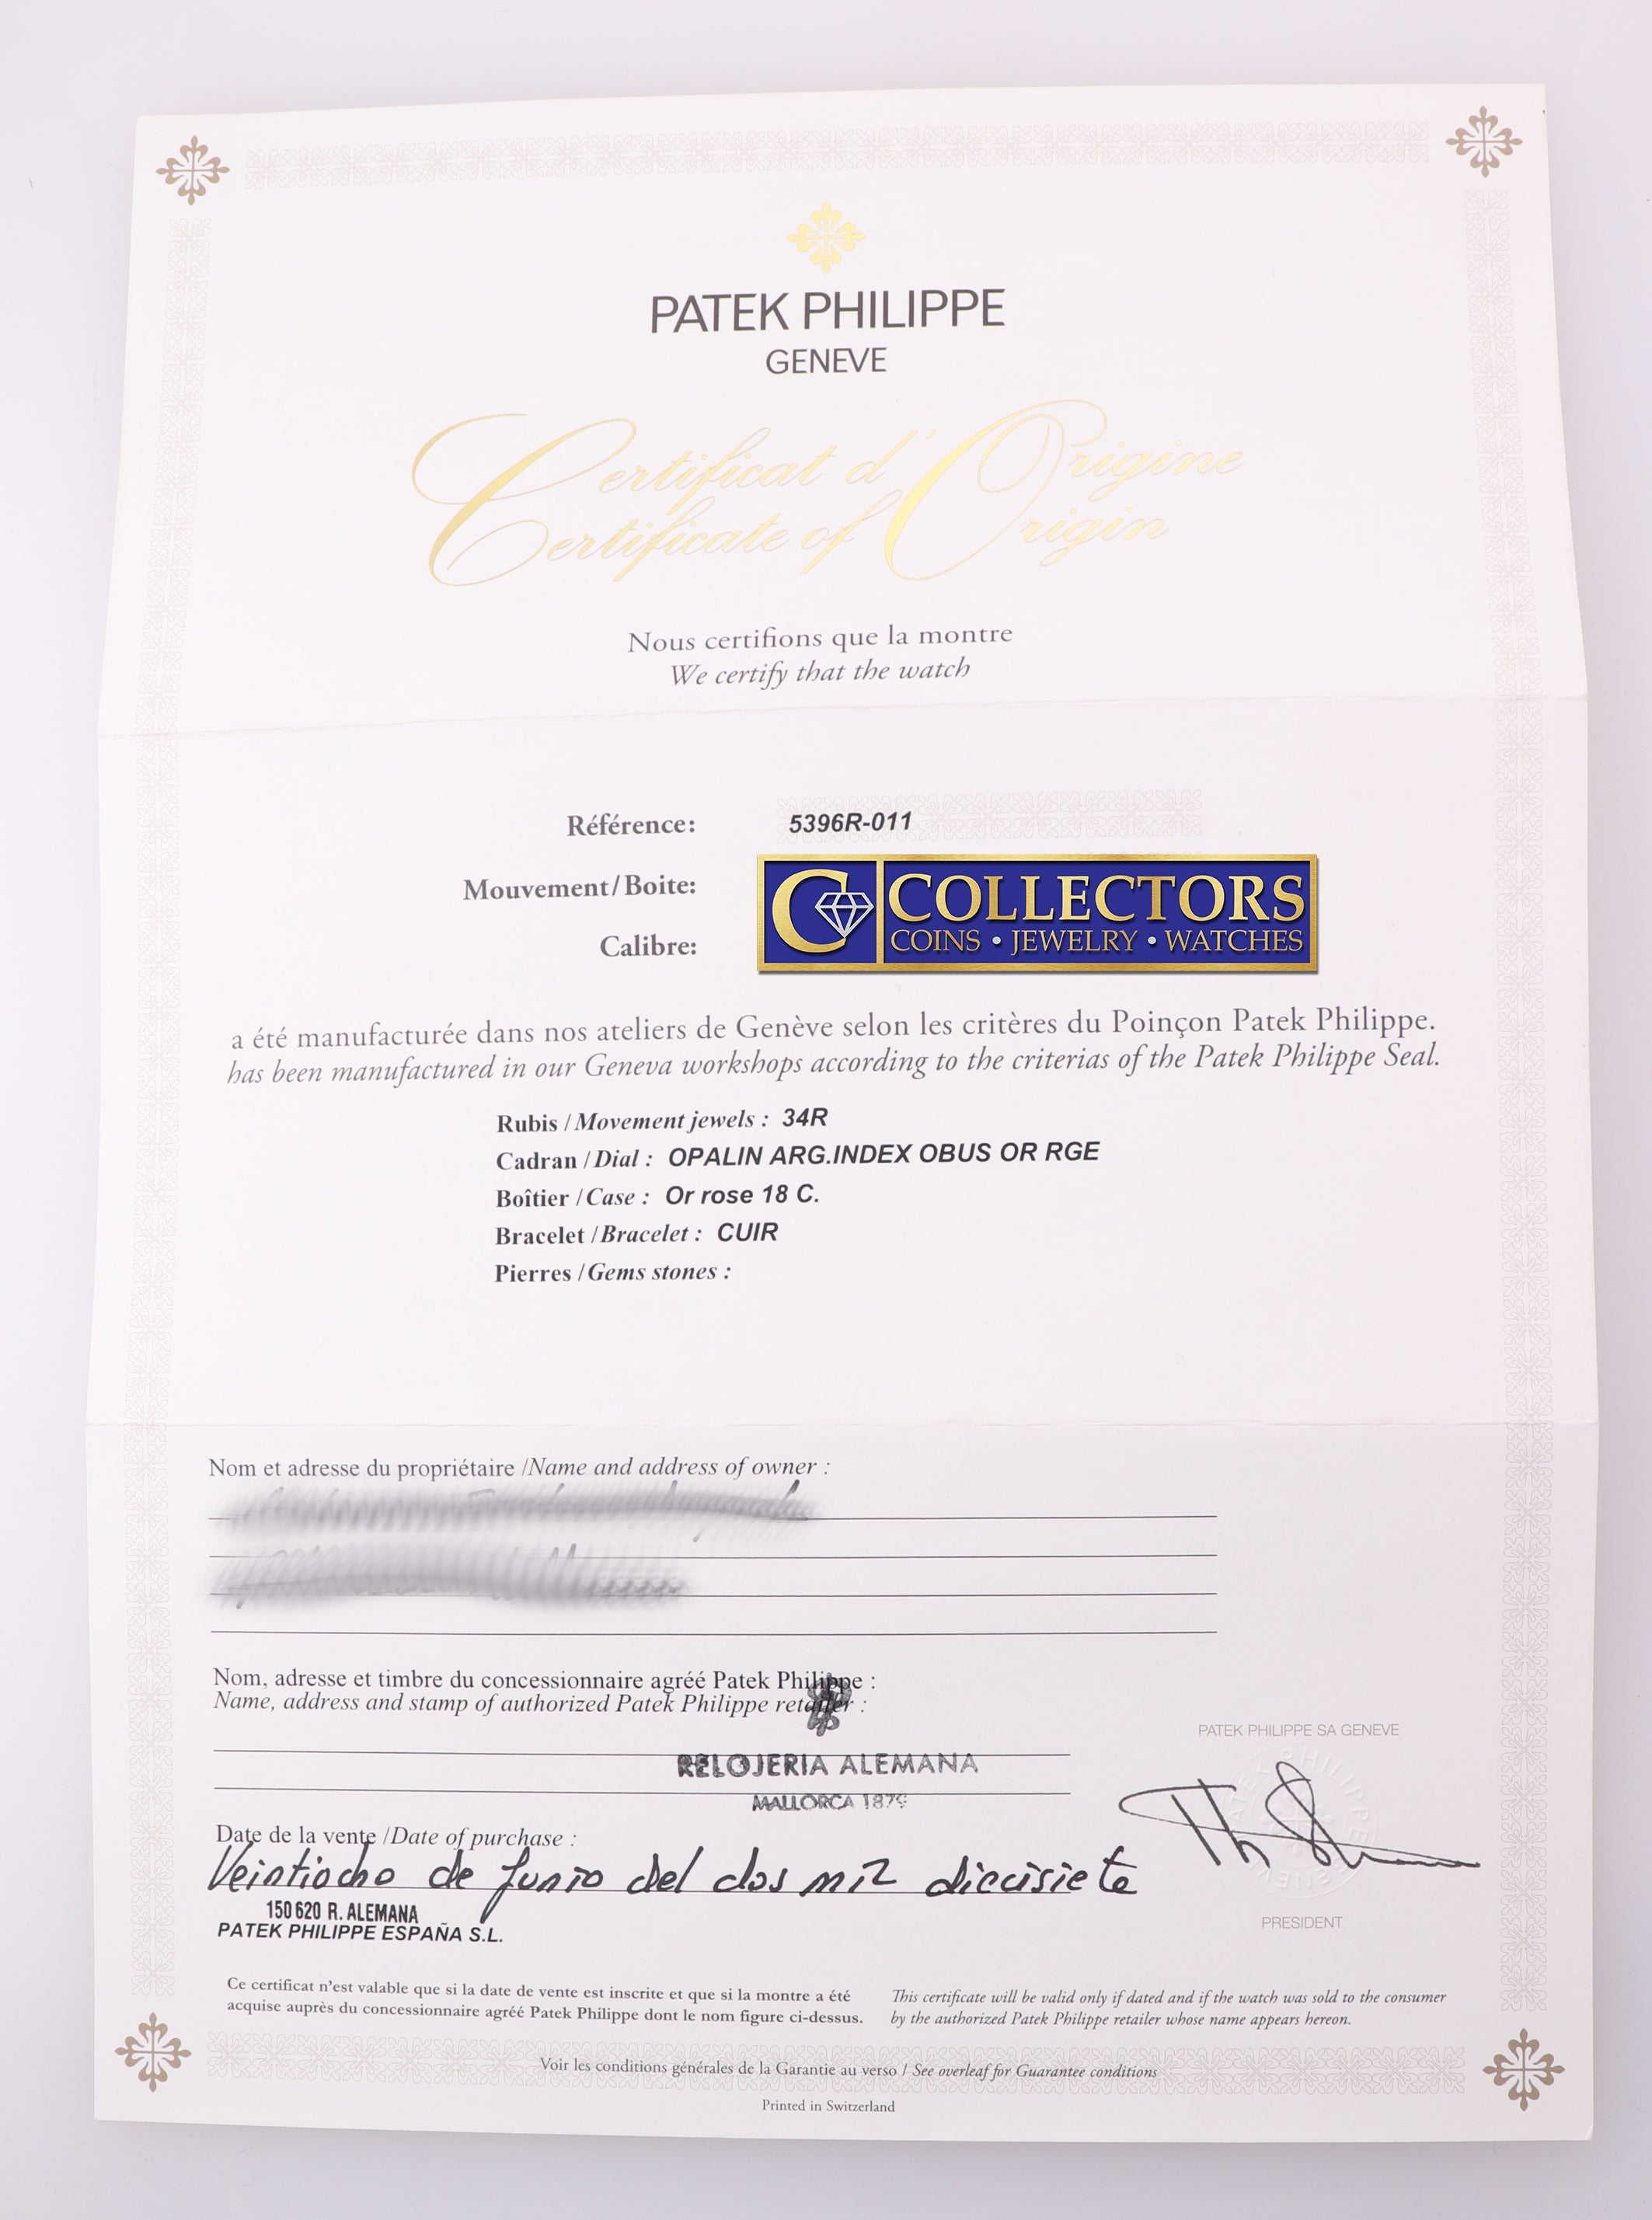 PATEK PHILIPPE
GENEVE
Certificat d'Origine
Certificate of Origin
Nous certifions que la montre
We certify that the watch
Référence: 5396R-011
Mouvement/Boite:
Calibre:
COLLECTORS
COINS • JEWELRY • WATCHES
a été manufacturée dans nos ateliers de Genève selon les critères du Poinçon Patek Philippe.
has been manufactured in our Geneva workshops according to the criterias of the Patek Philippe Seal.
Rubis / Movement jewels : 34R
Cadran / Dial : OPALIN ARG.INDEX OBUS OR RGE
Boîtier / Case : Or rose 18 C.
Bracelet / Bracelet : CUIR
Pierres / Gems stones :
Nom et adresse du propriétaire /Name and address of owner :
Nom, adresse et timbre du concessionnaire agréé Patek Philippe :
Name, address and stamp of authorized Patek Philippe retailer :
RELOJERIA ALEMANA
MALLORCA 1879
PATEK PHILIPPE SA GENEVE
PATEK PHILIPPE GENEVE
PRESIDENT
Date de la vente /Date of purchase :
Veintiocho de Junio del dos mil diecisiete
150 620 R. ALEMANA
PATEK PHILIPPE ESPAÑA S.L.
Ce certificat n'est valable que si la date de vente est inscrite et que si la montre a été
acquise auprès du concessionnaire agréé Patek Philippe dont le nom figure ci-dessus.
This certificate will be valid only if dated and if the watch was sold to the consumer
by the authorized Patek Philippe retailer whose name appears hereon.
Voir les conditions générales de la Garantie au verso / See overleaf for Guarantee conditions
Printed in Switzerland